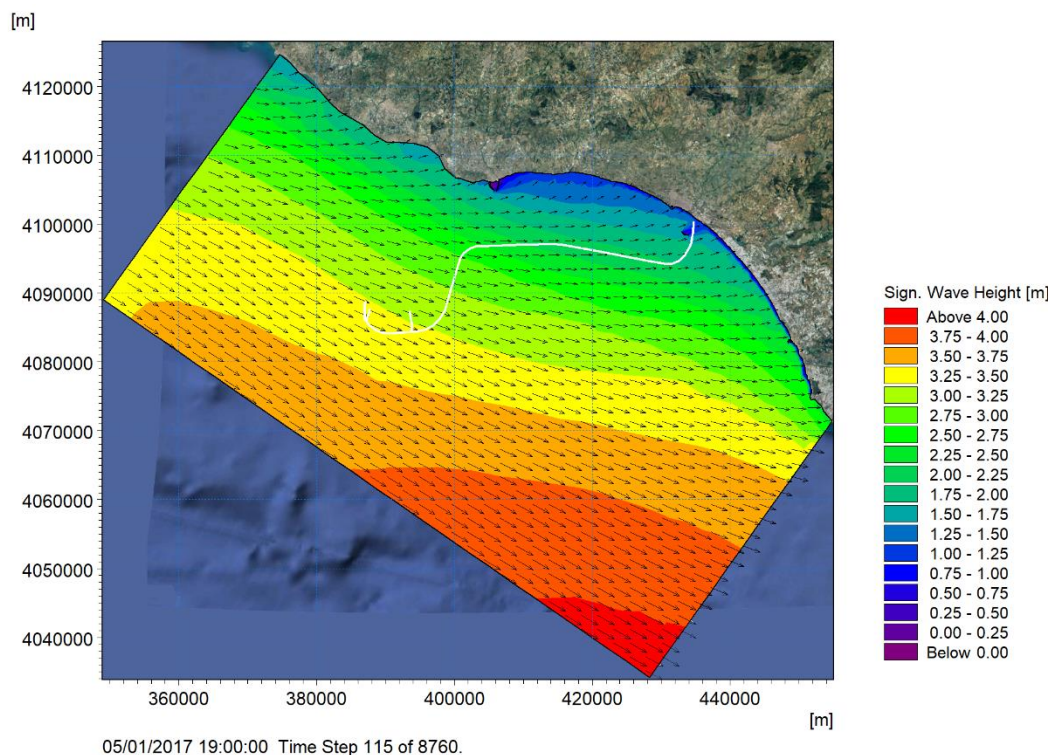 [m]
4120000
4110000
4100000
4090000
4080000
4070000
4060000
4050000
4040000
360000 380000 400000 420000 440000
[m]
Sign. Wave Height [m]
Above 4.00
3.75 - 4.00
3.50 - 3.75
3.25 - 3.50
3.00 - 3.25
2.75 - 3.00
2.50 - 2.75
2.25 - 2.50
2.00 - 2.25
1.75 - 2.00
1.50 - 1.75
1.25 - 1.50
1.00 - 1.25
0.75 - 1.00
0.50 - 0.75
0.25 - 0.50
0.00 - 0.25
Below 0.00
05/01/2017 19:00:00 Time Step 115 of 8760.